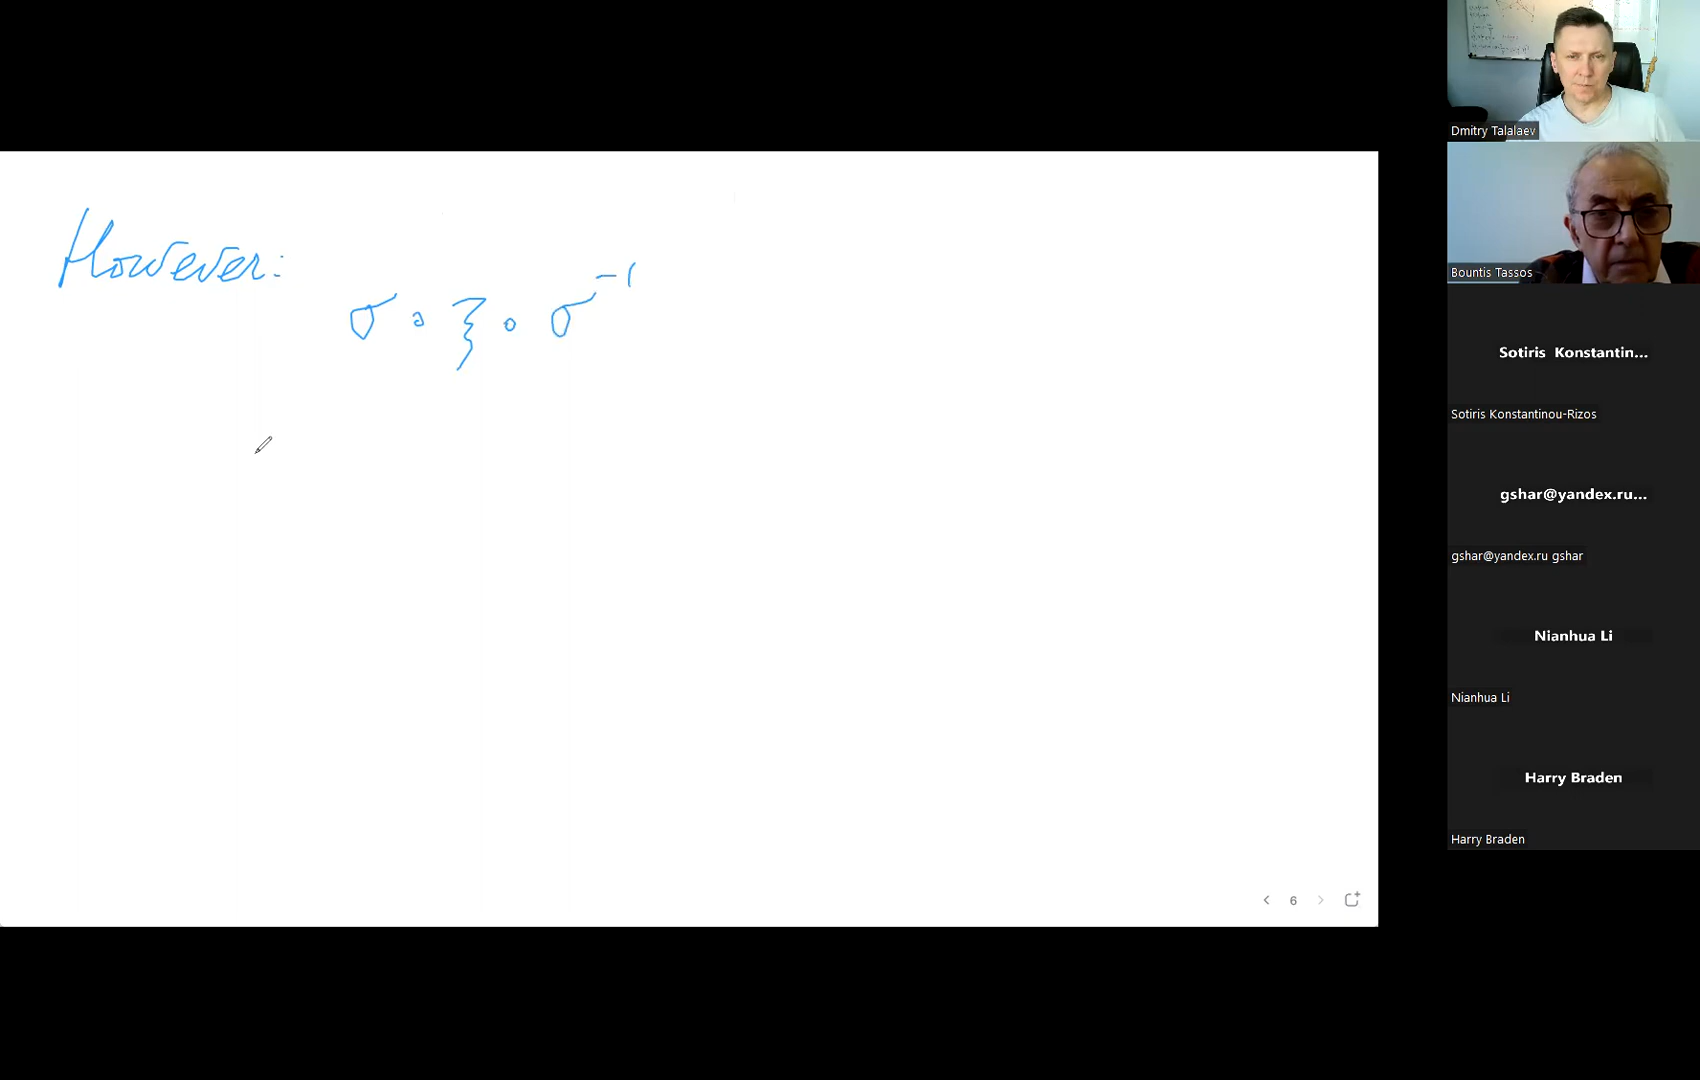 Dmitry Talalaev
However:
σ ∘ ξ ∘ σ⁻¹
Bountis Tassos
Sotiris Konstantin...
Sotiris Konstantinou-Rizos
gshar@yandex.ru...
gshar@yandex.ru gshar
Nianhua Li
Nianhua Li
Harry Braden
Harry Braden
6